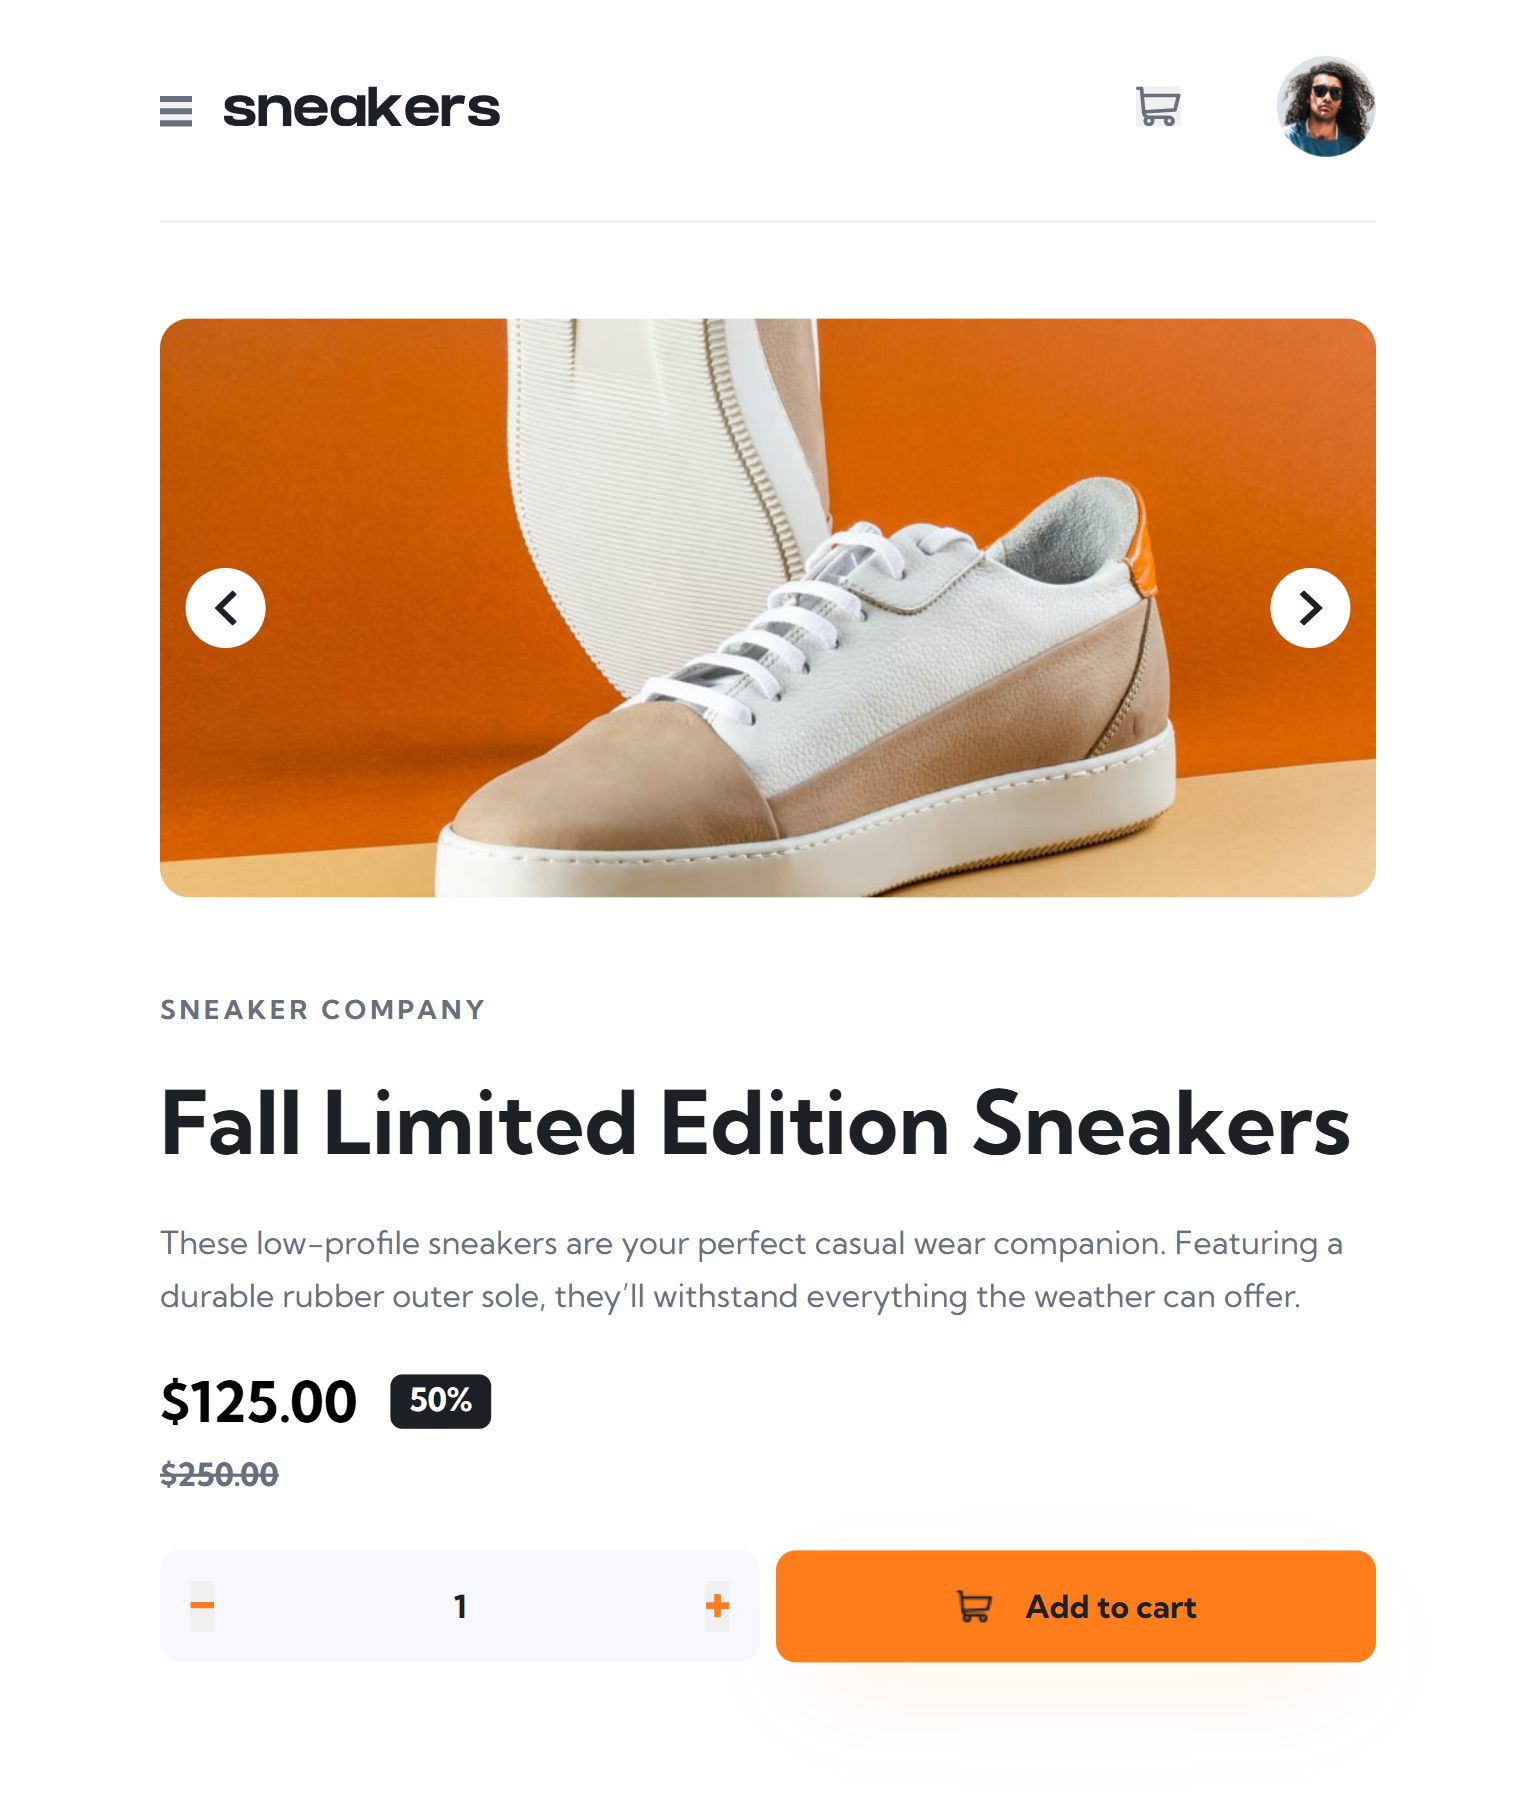 sneakers
SNEAKER COMPANY
Fall Limited Edition Sneakers
These low-profile sneakers are your perfect casual wear companion. Featuring a
durable rubber outer sole, they’ll withstand everything the weather can offer.
$125.00 50%
$250.00
1 Add to cart